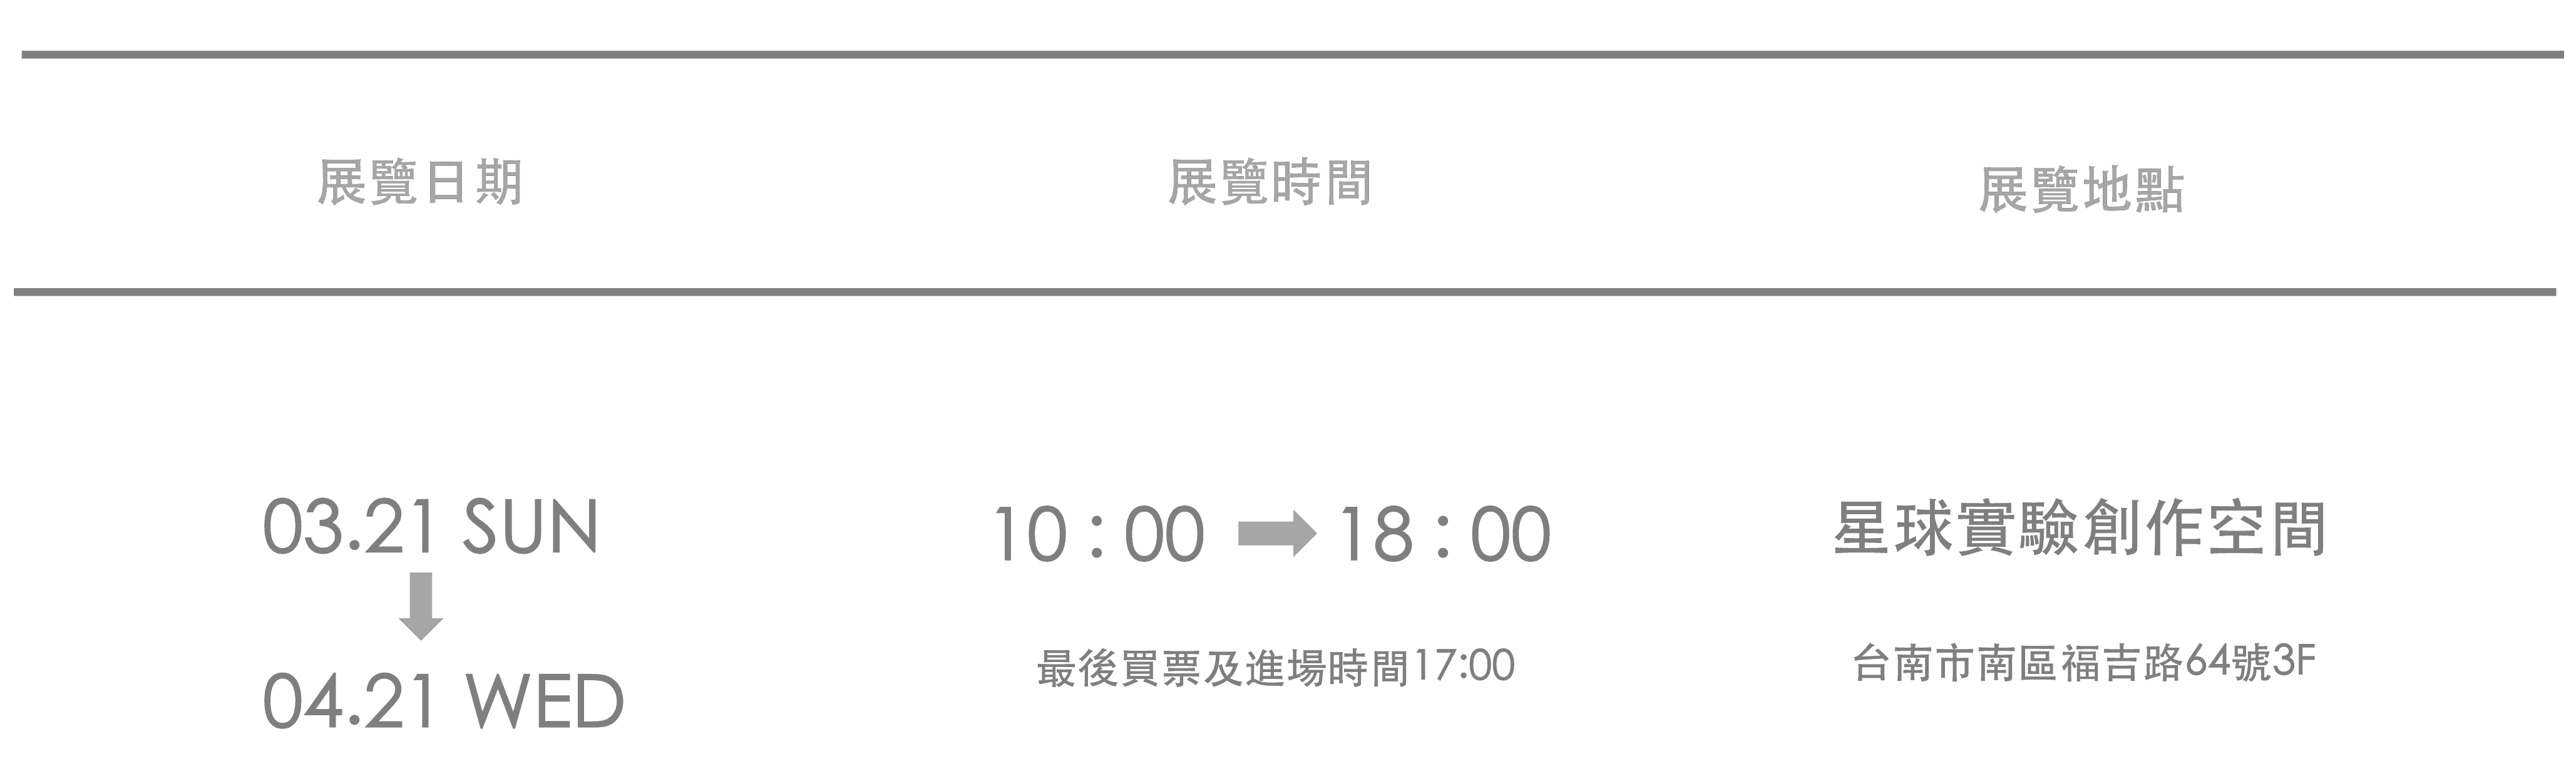 展覽日期
展覽時間
展覽地點
03.21 SUN
04.21 WED
10 : 00
18 : 00
最後買票及進場時間17:00
星球實驗創作空間
台南市南區福吉路64號3F